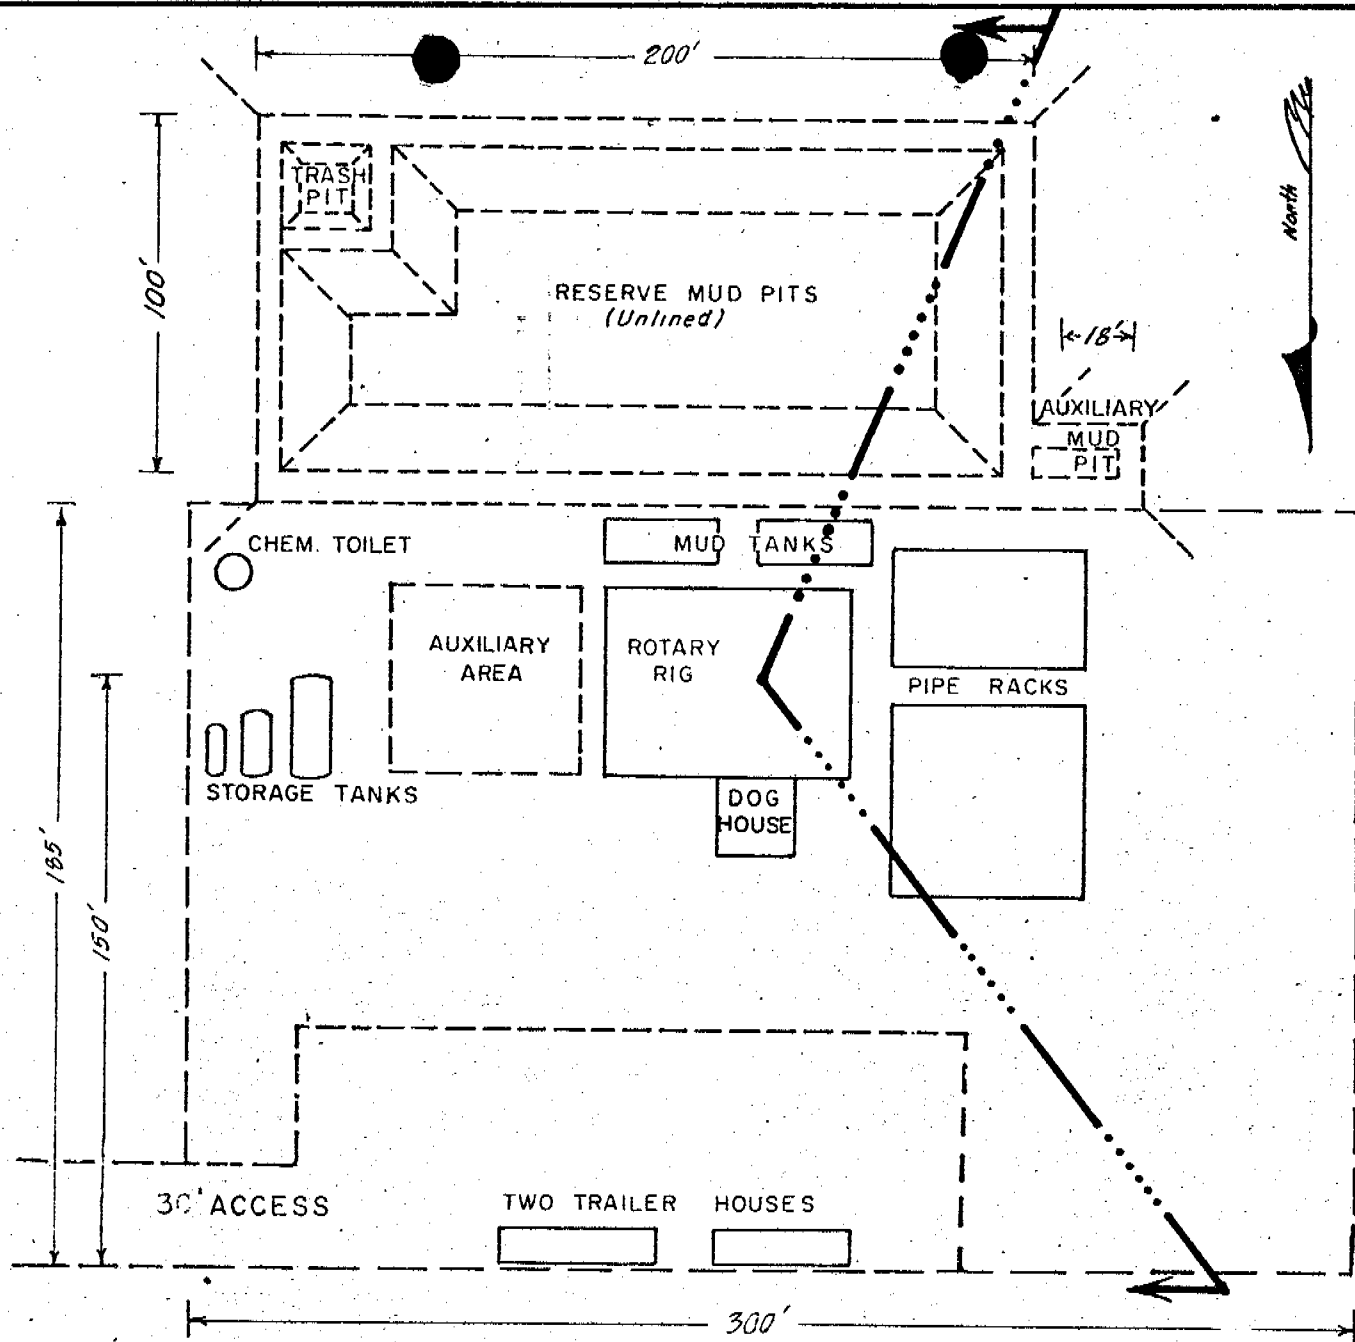 200'
TRASH
PIT
100'
North
RESERVE MUD PITS
(Unlined)
18'
AUXILIARY
MUD
PIT
CHEM. TOILET
MUD TANKS
AUXILIARY
AREA
ROTARY
RIG
PIPE RACKS
STORAGE TANKS
DOG
HOUSE
185'
150'
30' ACCESS
TWO TRAILER HOUSES
300'